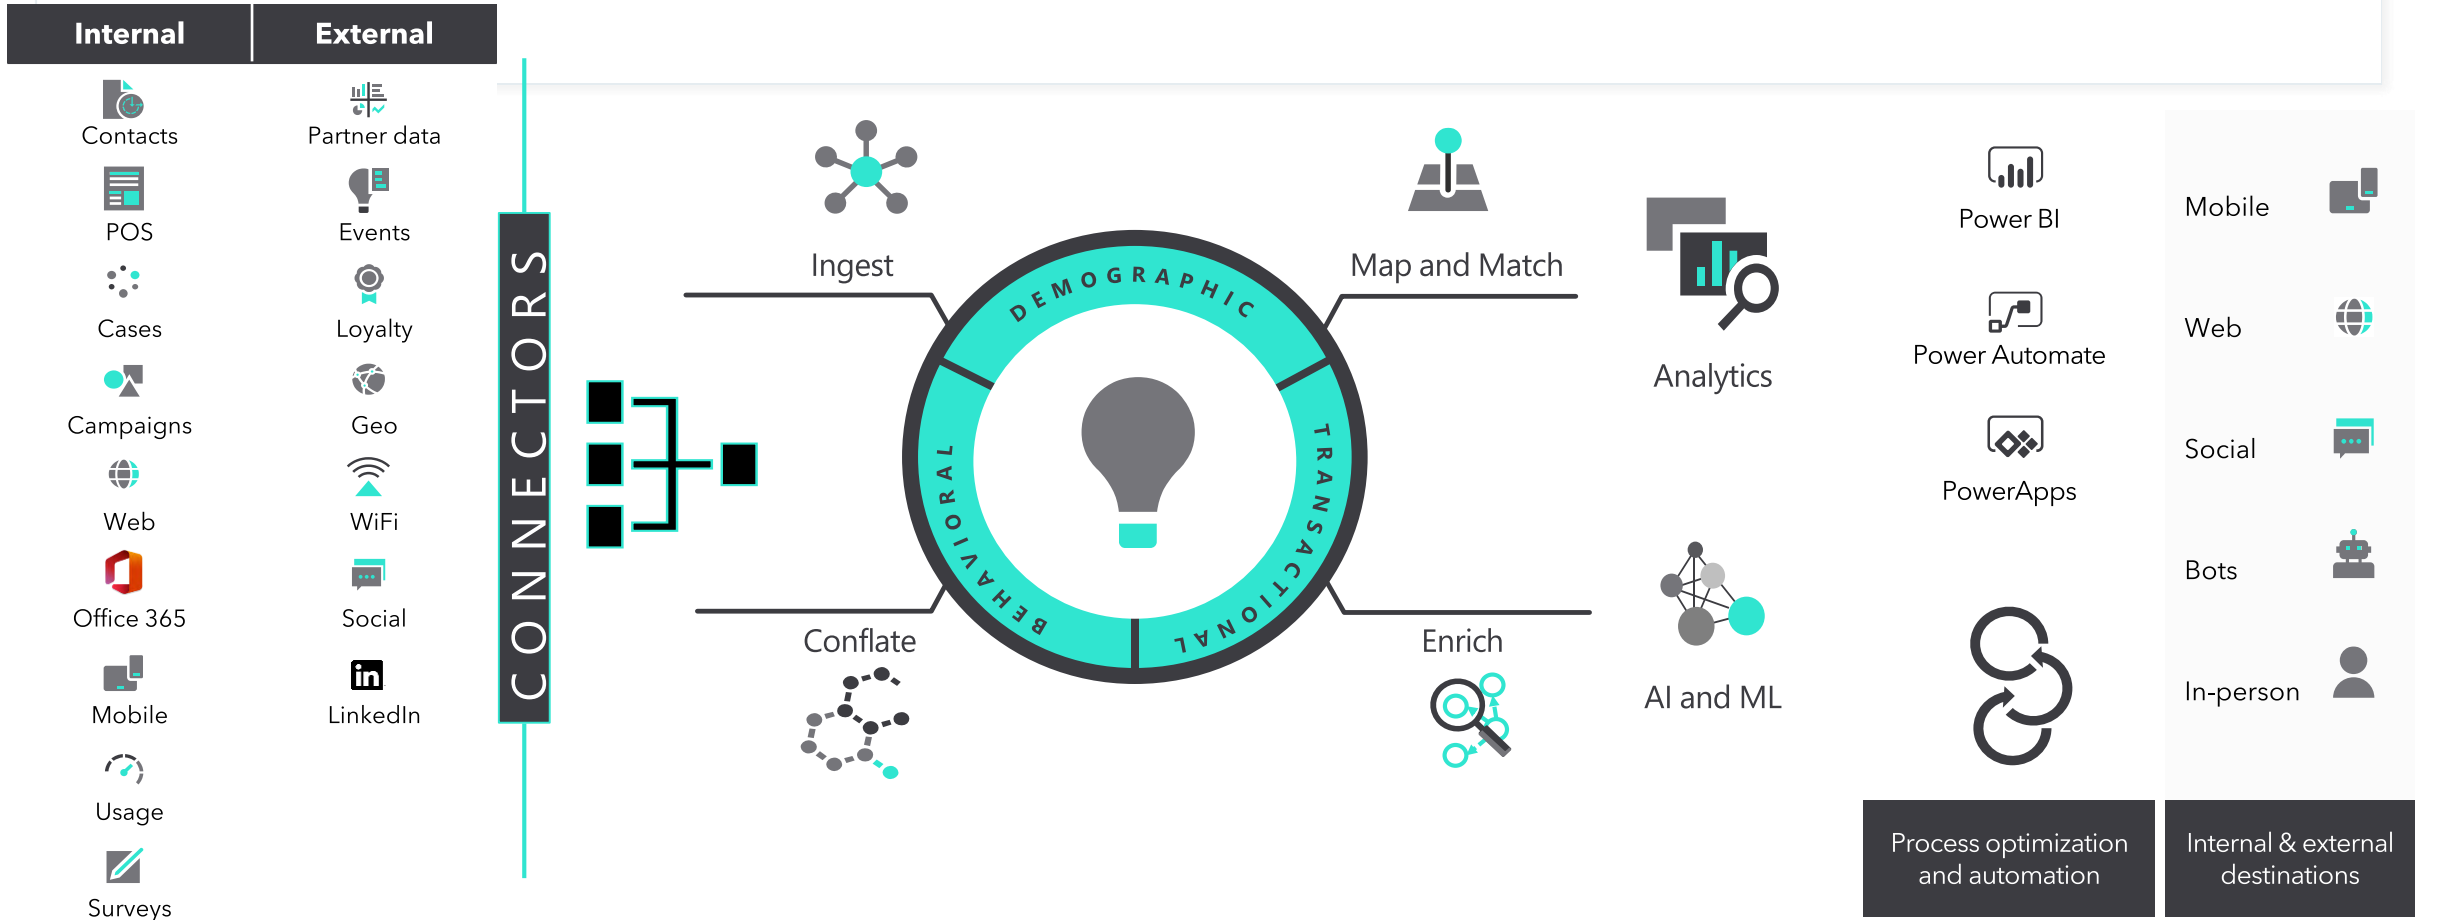 Internal
External
Contacts
POS
Cases
Campaigns
Web
Office 365
Mobile
Usage
Surveys
Partner data
Events
Loyalty
Geo
WiFi
Social
in
LinkedIn
CONNECTORS
Ingest
Map and Match
DEMOGRAPHIC
TRANSACTIONAL
BEHAVIORAL
Conflate
Enrich
Analytics
AI and ML
Power BI
Power Automate
PowerApps
Process optimization
and automation
Mobile
Web
Social
Bots
In-person
Internal & external
destinations